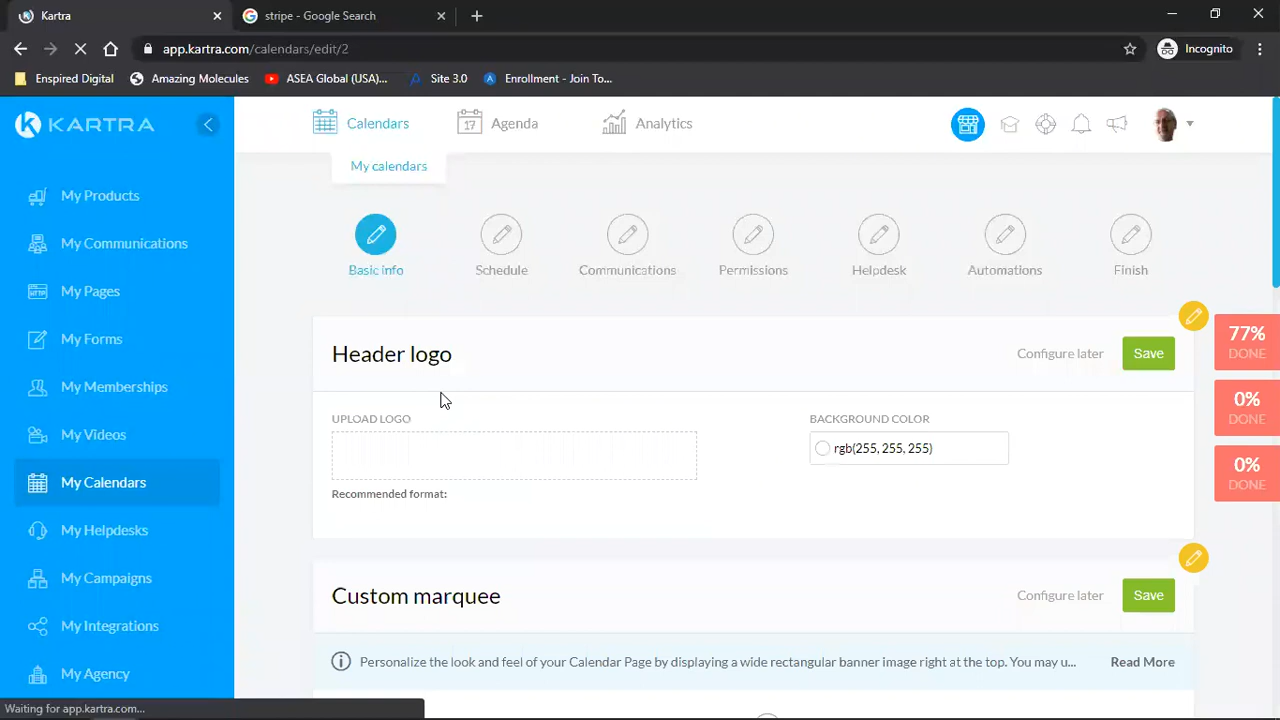 Kartra
stripe - Google Search
app.kartra.com/calendars/edit/2
Incognito
Enspired Digital
Amazing Molecules
ASEA Global (USA)...
Site 3.0
Enrollment - Join To...
KARTRA
Calendars
17
Agenda
Analytics
My calendars
My Products
My Communications
HTTP
My Pages
My Forms
My Memberships
My Videos
My Calendars
My Helpdesks
My Campaigns
My Integrations
My Agency
Basic info
Schedule
Communications
Permissions
Helpdesk
Automations
Finish
Header logo
Configure later
Save
UPLOAD LOGO
BACKGROUND COLOR
rgb(255, 255, 255)
Recommended format:
77%
DONE
0%
DONE
0%
DONE
Custom marquee
Configure later
Save
Personalize the look and feel of your Calendar Page by displaying a wide rectangular banner image right at the top. You may u...
Read More
Waiting for app.kartra.com...